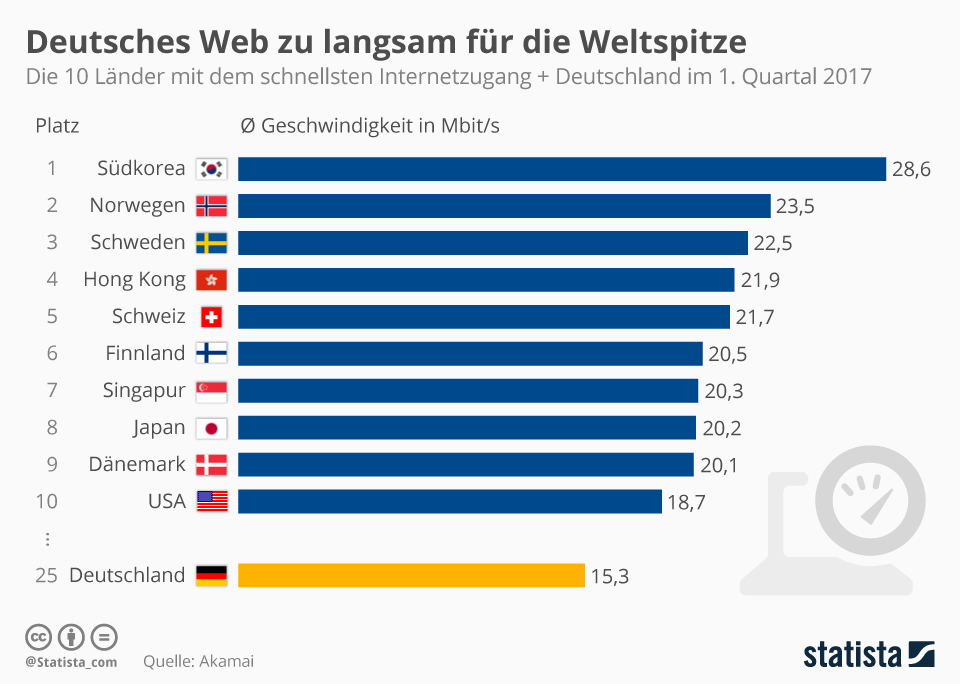 Deutsches Web zu langsam für die Weltspitze
Die 10 Länder mit dem schnellsten Internetzugang + Deutschland im 1. Quartal 2017
Platz Ø Geschwindigkeit in Mbit/s
1 Südkorea 28,6
2 Norwegen 23,5
3 Schweden 22,5
4 Hong Kong 21,9
5 Schweiz 21,7
6 Finnland 20,5
7 Singapur 20,3
8 Japan 20,2
9 Dänemark 20,1
10 USA 18,7
⋮
25 Deutschland 15,3
cc
@Statista_com Quelle: Akamai
statista